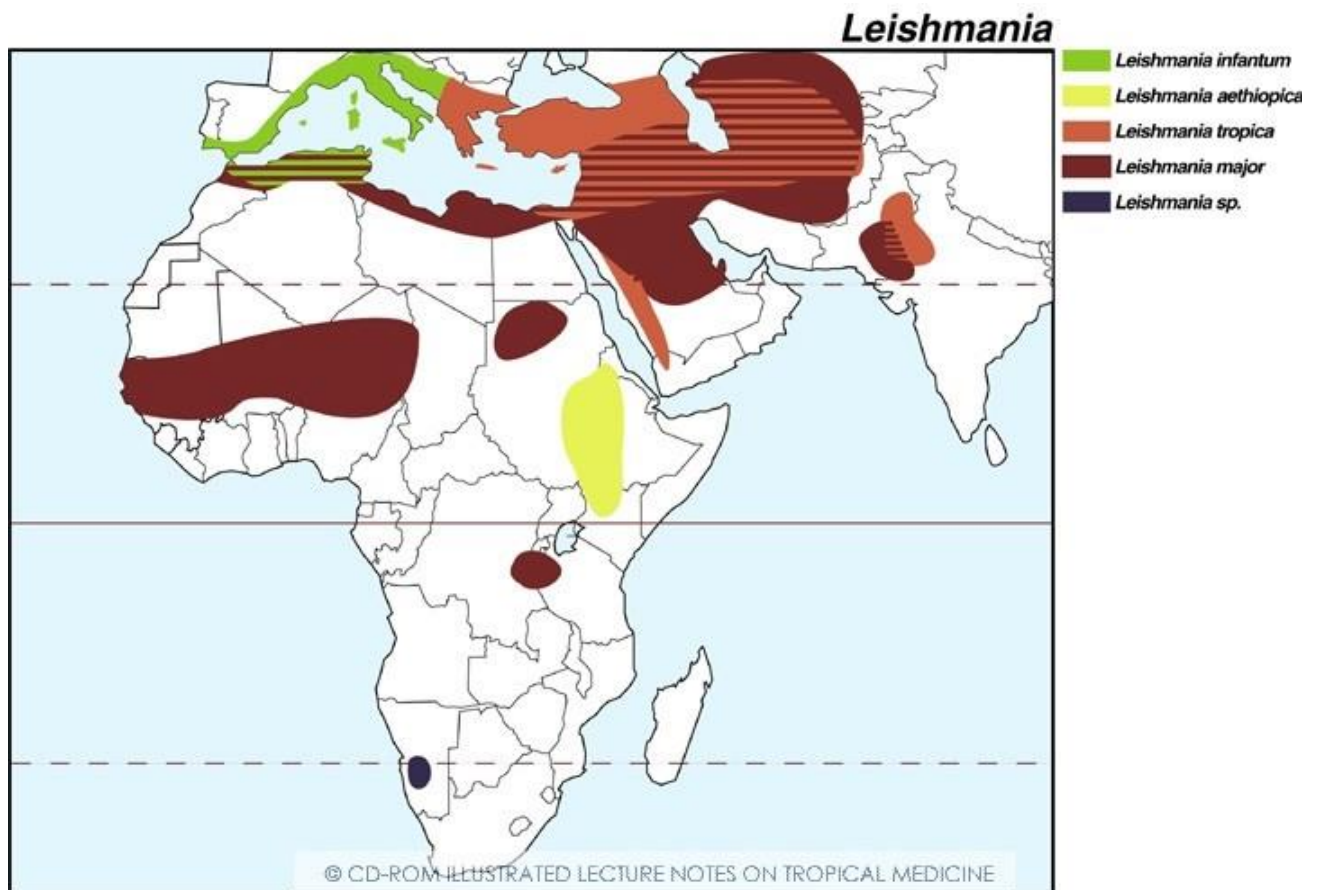 Leishmania
Leishmania infantum
Leishmania aethiopica
Leishmania tropica
Leishmania major
Leishmania sp.
© CD-ROM ILLUSTRATED LECTURE NOTES ON TROPICAL MEDICINE